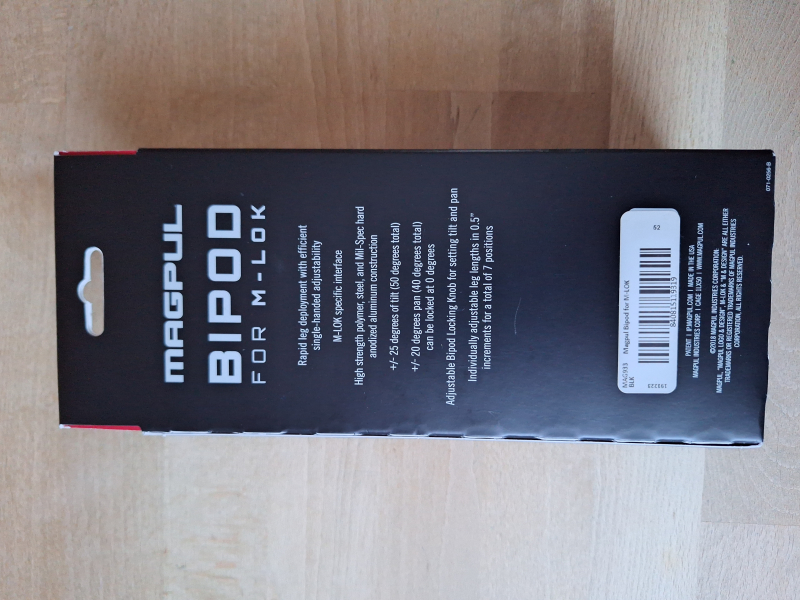 MAGPUL
BIPOD
FOR M-LOK
Rapid leg deployment with efficient
single-handed adjustability
M-LOK specific interface
High strength polymer, steel, and Mil-Spec hard
anodized aluminum construction
+/- 25 degrees of tilt (50 degrees total)
+/- 20 degrees pan (40 degrees total)
can be locked at 0 degrees
Adjustable Bipod Locking Knob for setting tilt and pan
Individually adjustable leg lengths in 0.5"
increments for a total of 7 positions
MAG933 Magpul Bipod for M-LOK
BLK
52
840815119319
193223
PATENT | IP.MAGPUL.COM | MADE IN THE USA
MAGPUL INDUSTRIES CORP. | CAGE 1LSG0 | WWW.MAGPUL.COM
©2018 MAGPUL INDUSTRIES CORPORATION.
MAGPUL, "MAGPUL LOGO & DESIGN", M-LOK & "M & DESIGN" ARE ALL EITHER
TRADEMARKS OR REGISTERED TRADEMARKS OF MAGPUL INDUSTRIES
CORPORATION, ALL RIGHTS RESERVED.
071-0256-B